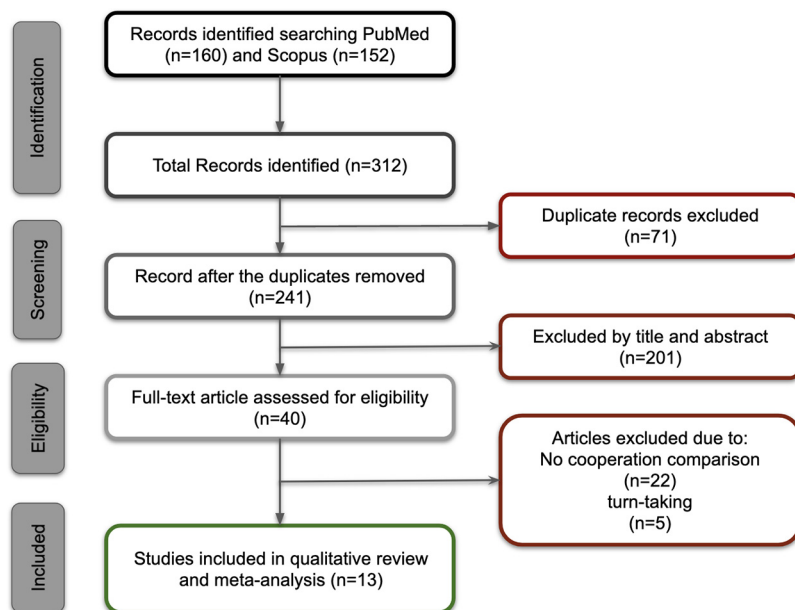 Identification
Records identified searching PubMed
(n=160) and Scopus (n=152)
Total Records identified (n=312)
Screening
Duplicate records excluded
(n=71)
Record after the duplicates removed
(n=241)
Excluded by title and abstract
(n=201)
Eligibility
Full-text article assessed for eligibility
(n=40)
Articles excluded due to:
No cooperation comparison
(n=22)
turn-taking
(n=5)
Included
Studies included in qualitative review
and meta-analysis (n=13)